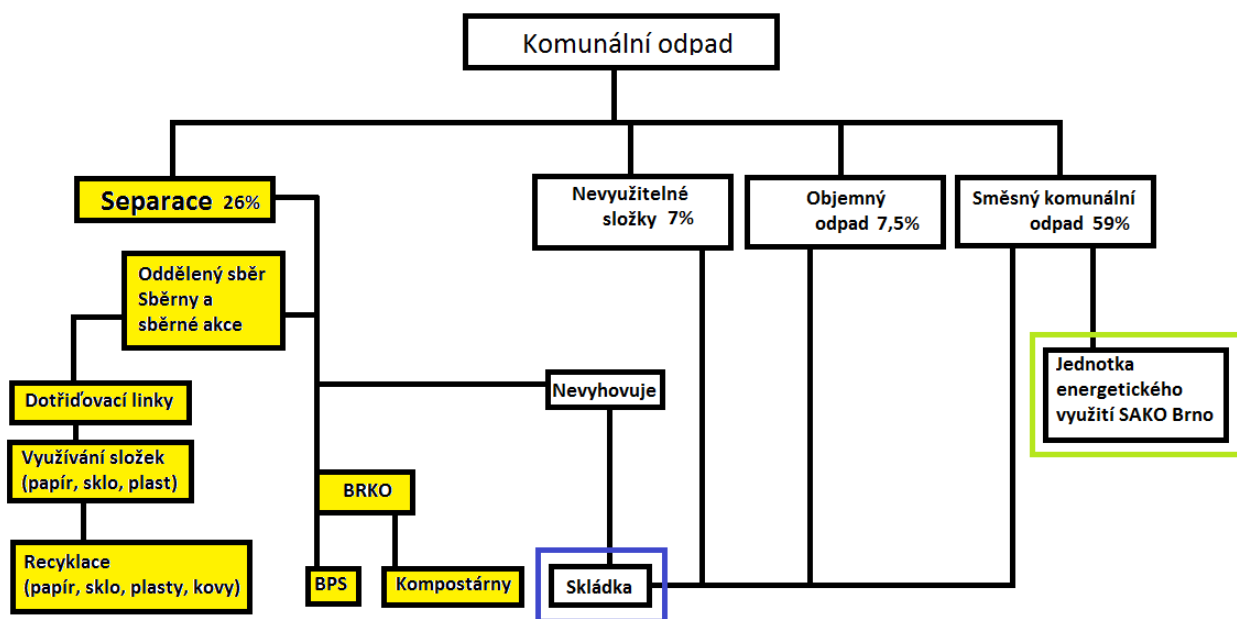 Komunální odpad
Separace 26%
Nevyužitelné
složky 7%
Objemný
odpad 7,5%
Směsný komunální
odpad 59%
Oddělený sběr
Sběrny a
sběrné akce
Jednotka
energetického
využití SAKO Brno
Dotřiďovací linky
Nevyhovuje
Využívání složek
(papír, sklo, plast)
BRKO
Recyklace
(papír, sklo, plasty, kovy)
BPS
Kompostárny
Skládka